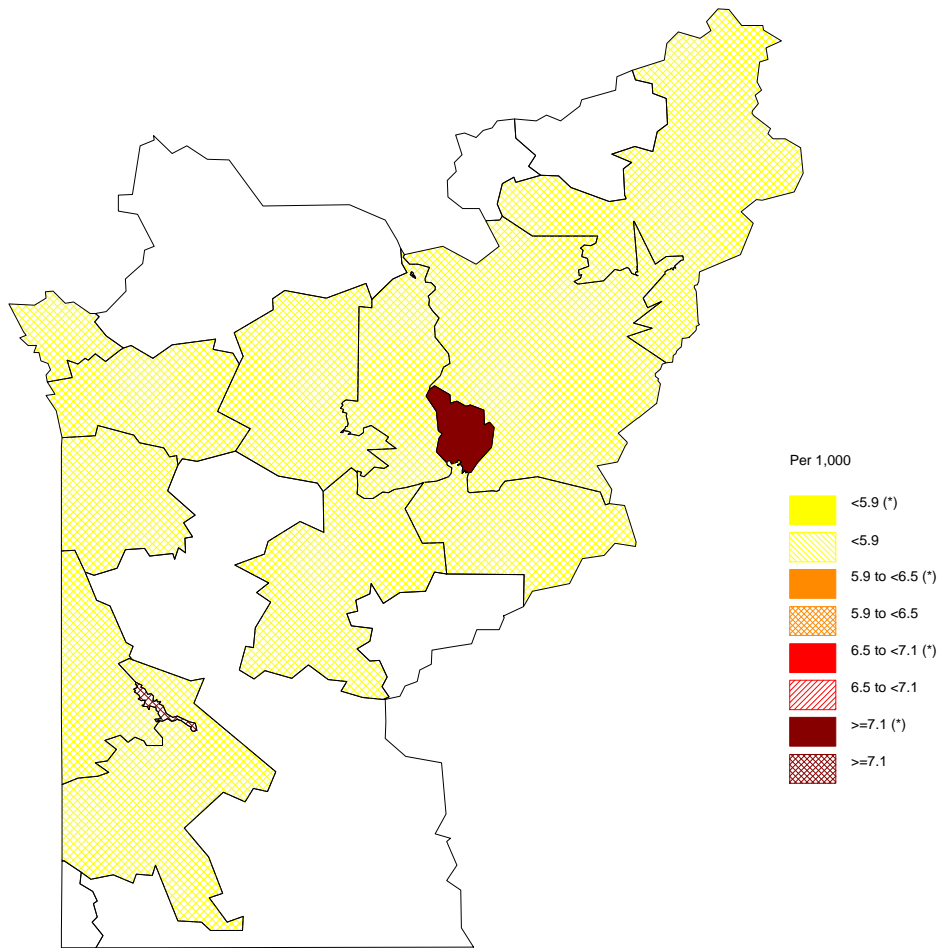 Per 1,000
<5.9 (*)
<5.9
5.9 to <6.5 (*)
5.9 to <6.5
6.5 to <7.1 (*)
6.5 to <7.1
>=7.1 (*)
>=7.1